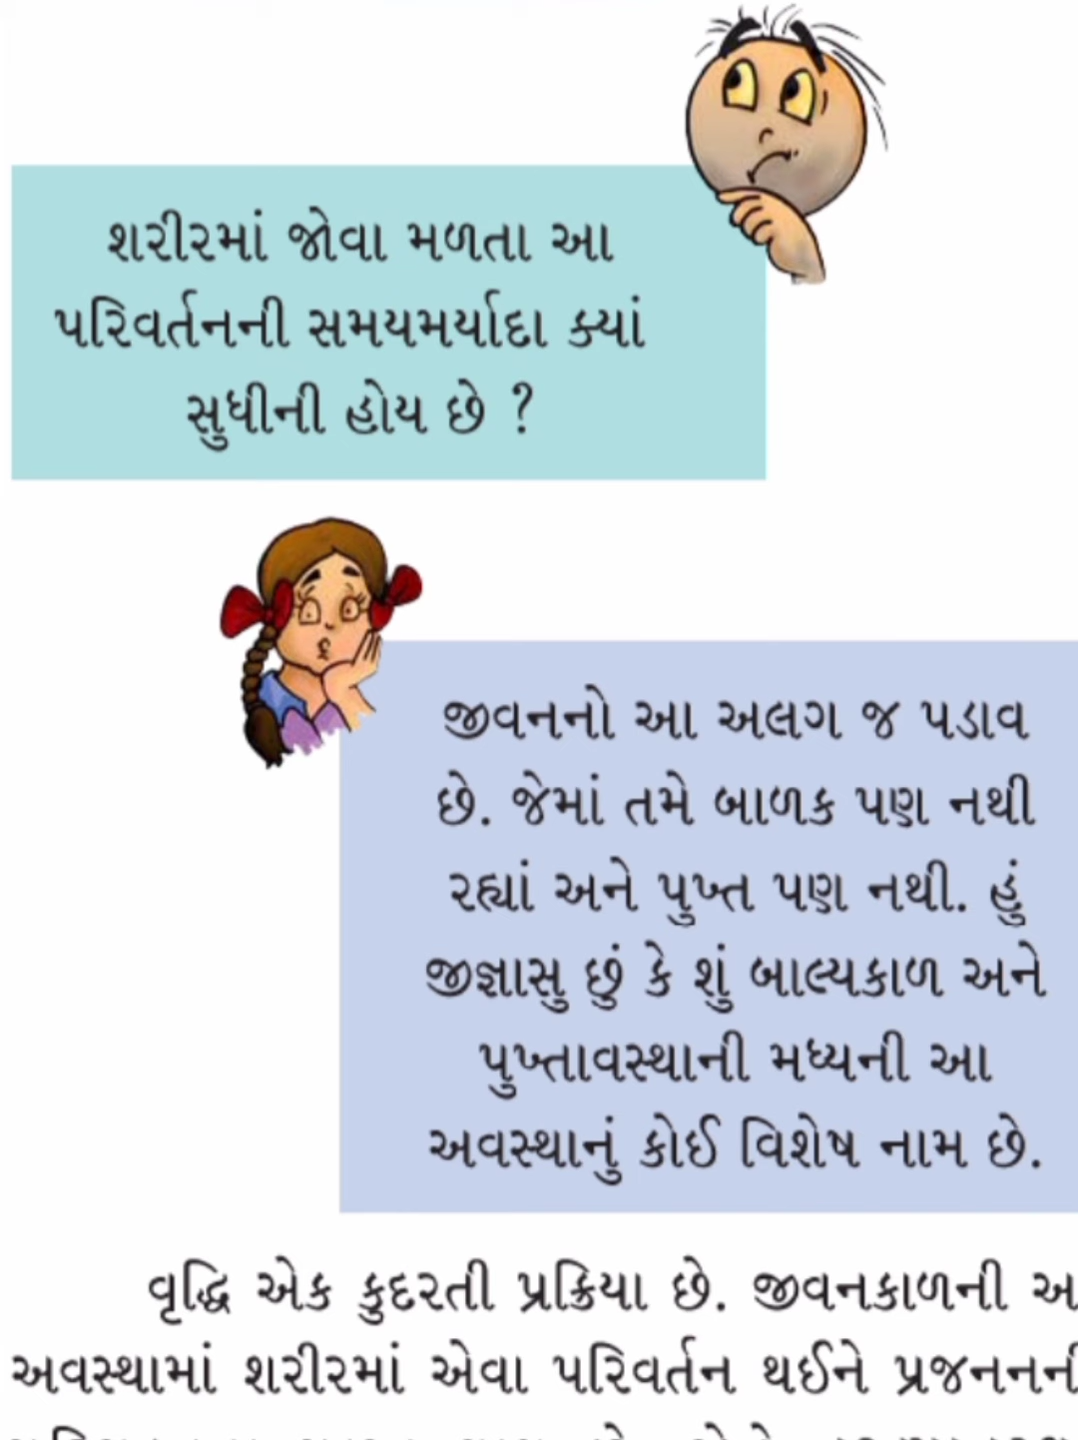 શરીરમાં જોવા મળતા આ
પરિવર્તનની સમયમર્યાદા ક્યાં
સુધીની હોય છે ?
જીવનનો આ અલગ જ પડાવ
છે. જેમાં તમે બાળક પણ નથી
રહ્યાં અને પુખ્ત પણ નથી. હું
જીજ્ઞાસુ છું કે શું બાલ્યકાળ અને
પુખ્તાવસ્થાની મધ્યની આ
અવસ્થાનું કોઈ વિશેષ નામ છે.
વૃદ્ધિ એક કુદરતી પ્રક્રિયા છે. જીવનકાળની
અવસ્થામાં શરીરમાં એવા પરિવર્તન થઈને